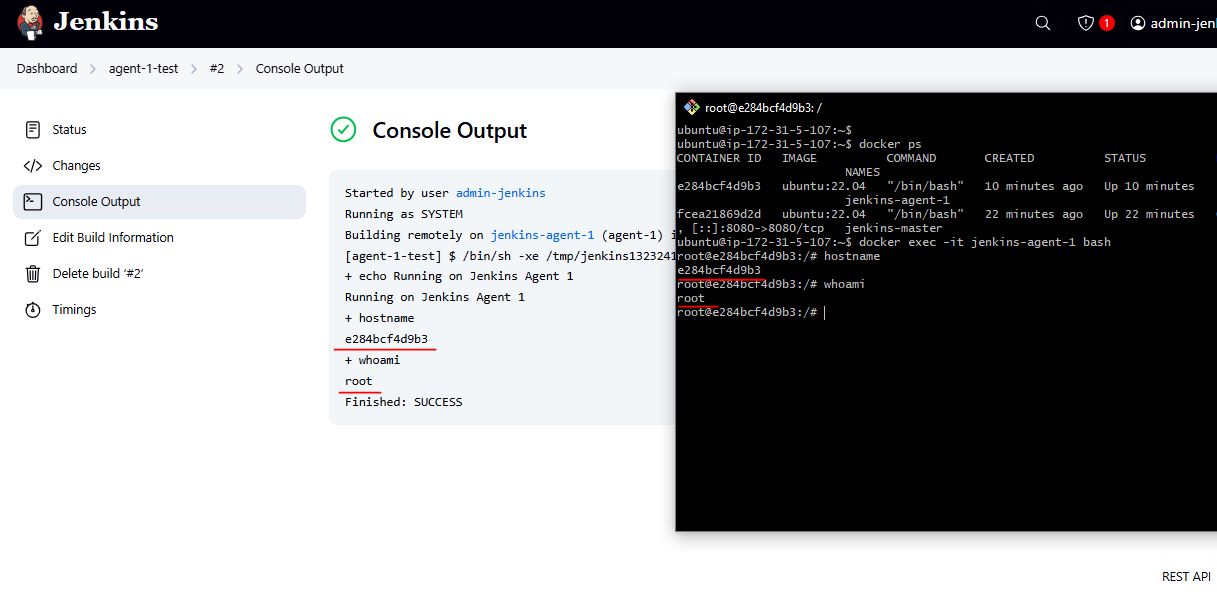 Jenkins
1
admin-jen
Dashboard > agent-1-test > #2 > Console Output
Status
Changes
Console Output
Edit Build Information
Delete build ‘#2’
Timings
Console Output
Started by user admin-jenkins
Running as SYSTEM
Building remotely on jenkins-agent-1 (agent-1) i
[agent-1-test] $ /bin/sh -xe /tmp/jenkins1323241
+ echo Running on Jenkins Agent 1
Running on Jenkins Agent 1
+ hostname
e284bcf4d9b3
+ whoami
root
Finished: SUCCESS
root@e284bcf4d9b3: /
ubuntu@ip-172-31-5-107:~$
ubuntu@ip-172-31-5-107:~$ docker ps
CONTAINER ID IMAGE COMMAND CREATED STATUS
NAMES
e284bcf4d9b3 ubuntu:22.04 "/bin/bash" 10 minutes ago Up 10 minutes
jenkins-agent-1
fcea21869d2d ubuntu:22.04 "/bin/bash" 22 minutes ago Up 22 minutes
, [::]:8080->8080/tcp jenkins-master
ubuntu@ip-172-31-5-107:~$ docker exec -it jenkins-agent-1 bash
root@e284bcf4d9b3:/# hostname
e284bcf4d9b3
root@e284bcf4d9b3:/# whoami
root
root@e284bcf4d9b3:/#
REST API